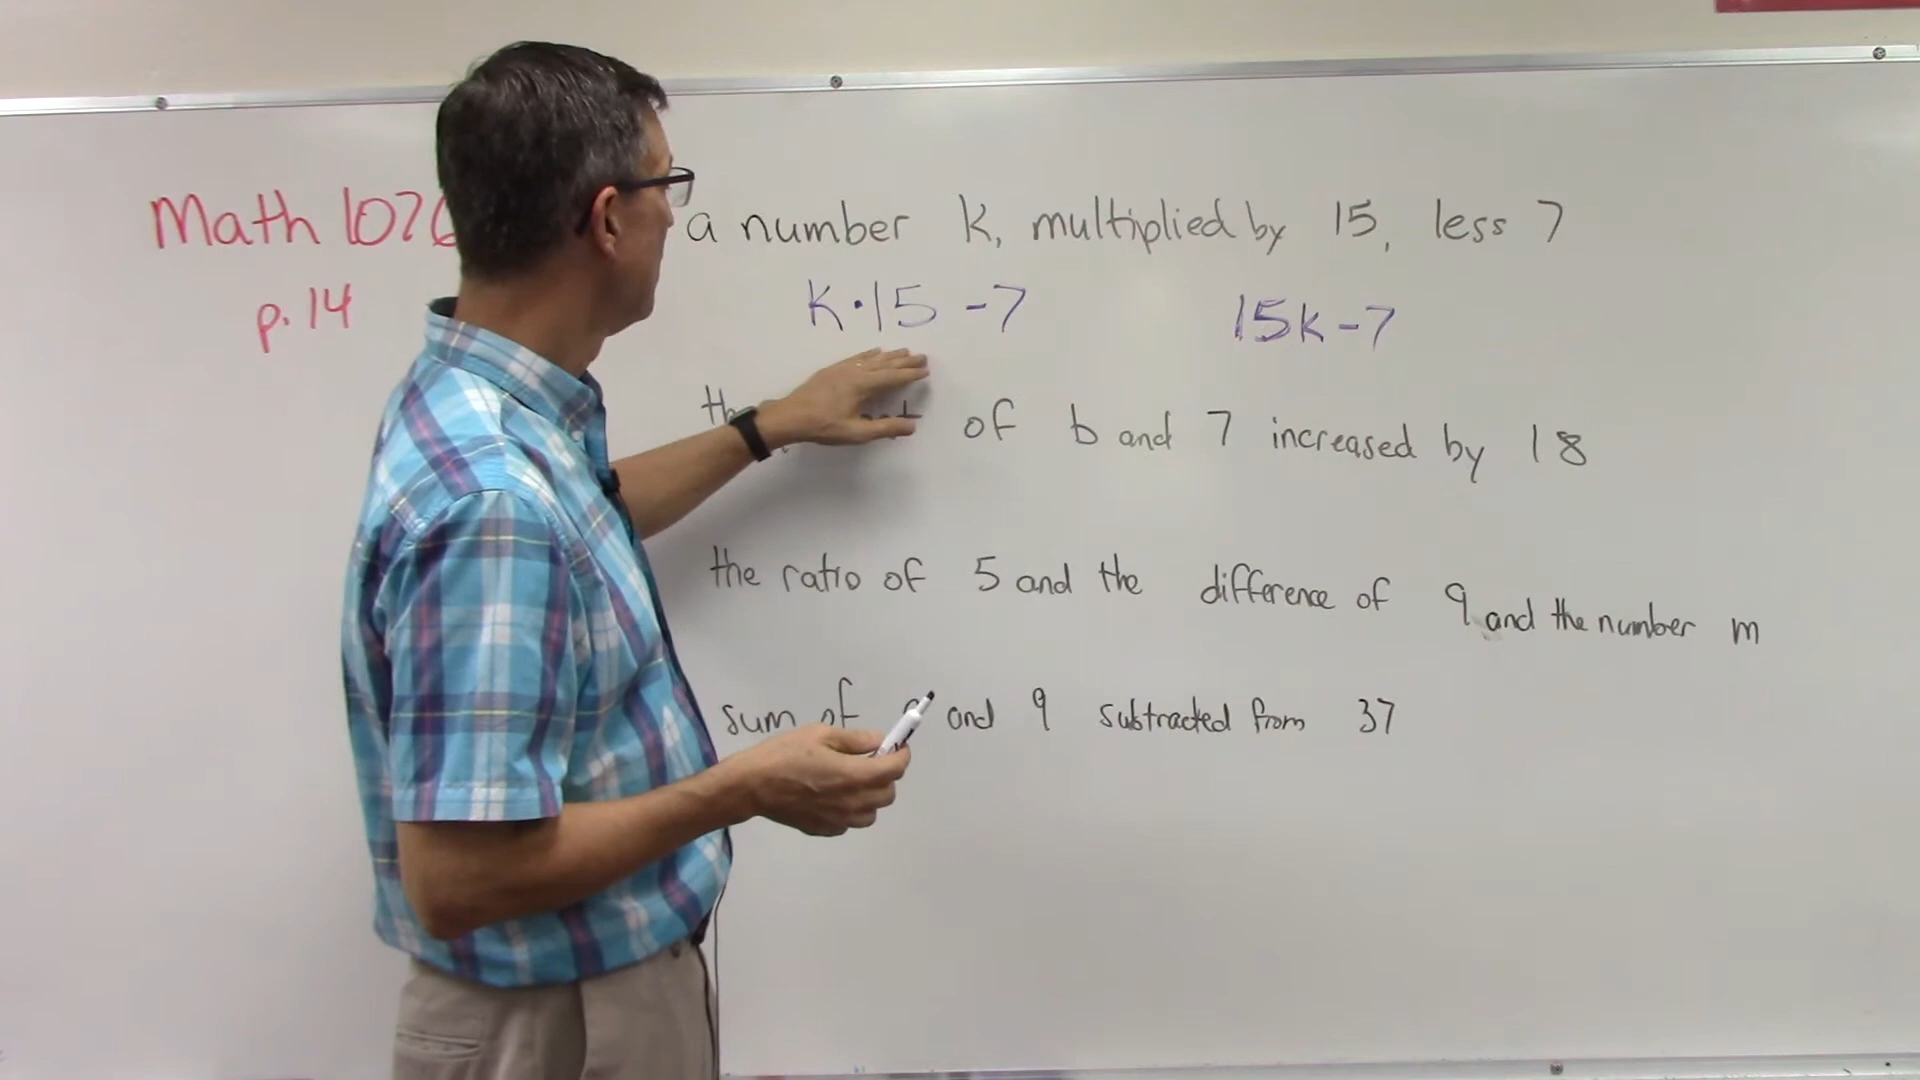 Math 107
p. 14
a number k, multiplied by 15, less 7
k · 15 - 7
15k - 7
of b and 7 increased by 18
the ratio of 5 and the difference of 9 and the number m
sum of and 9 subtracted from 37